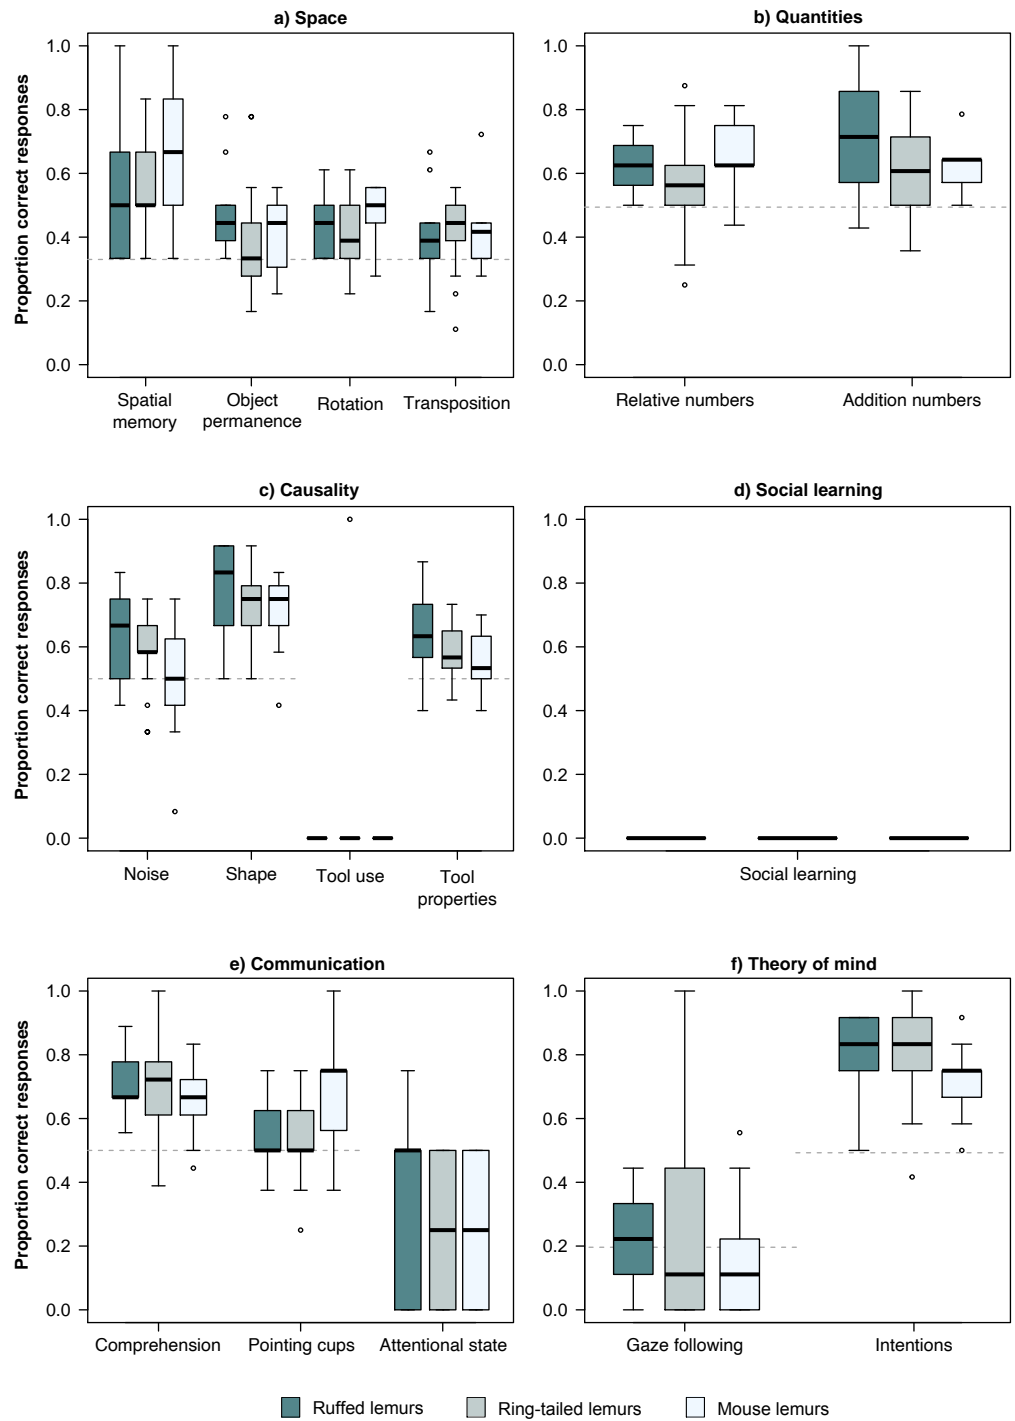 a) Space
b) Quantities
Proportion correct responses
1.0
0.8
0.6
0.4
0.2
0.0
Spatial
memory
Object
permanence
Rotation
Transposition
1.0
0.8
0.6
0.4
0.2
0.0
Relative numbers
Addition numbers
c) Causality
d) Social learning
Proportion correct responses
1.0
0.8
0.6
0.4
0.2
0.0
Noise
Shape
Tool use
Tool
properties
1.0
0.8
0.6
0.4
0.2
0.0
Social learning
e) Communication
f) Theory of mind
Proportion correct responses
1.0
0.8
0.6
0.4
0.2
0.0
Comprehension
Pointing cups
Attentional state
1.0
0.8
0.6
0.4
0.2
0.0
Gaze following
Intentions
Ruffed lemurs
Ring-tailed lemurs
Mouse lemurs